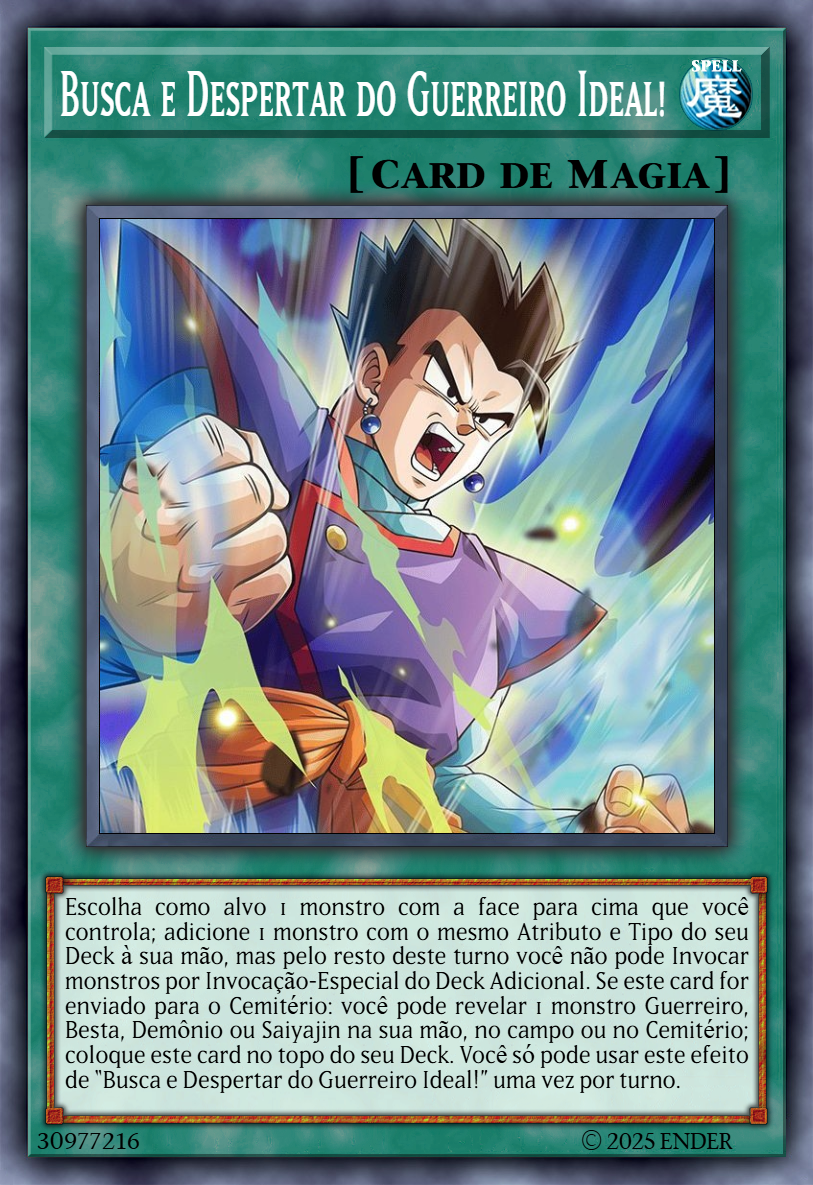 Busca e Despertar do Guerreiro Ideal!
SPELL
魔
[Card de Magia]
Escolha como alvo 1 monstro com a face para cima que você
controla; adicione 1 monstro com o mesmo Atributo e Tipo do seu
Deck à sua mão, mas pelo resto deste turno você não pode Invocar
monstros por Invocação-Especial do Deck Adicional. Se este card for
enviado para o Cemitério: você pode revelar 1 monstro Guerreiro,
Besta, Demônio ou Saiyajin na sua mão, no campo ou no Cemitério;
coloque este card no topo do seu Deck. Você só pode usar este efeito
de "Busca e Despertar do Guerreiro Ideal!" uma vez por turno.
30977216
© 2025 ENDER